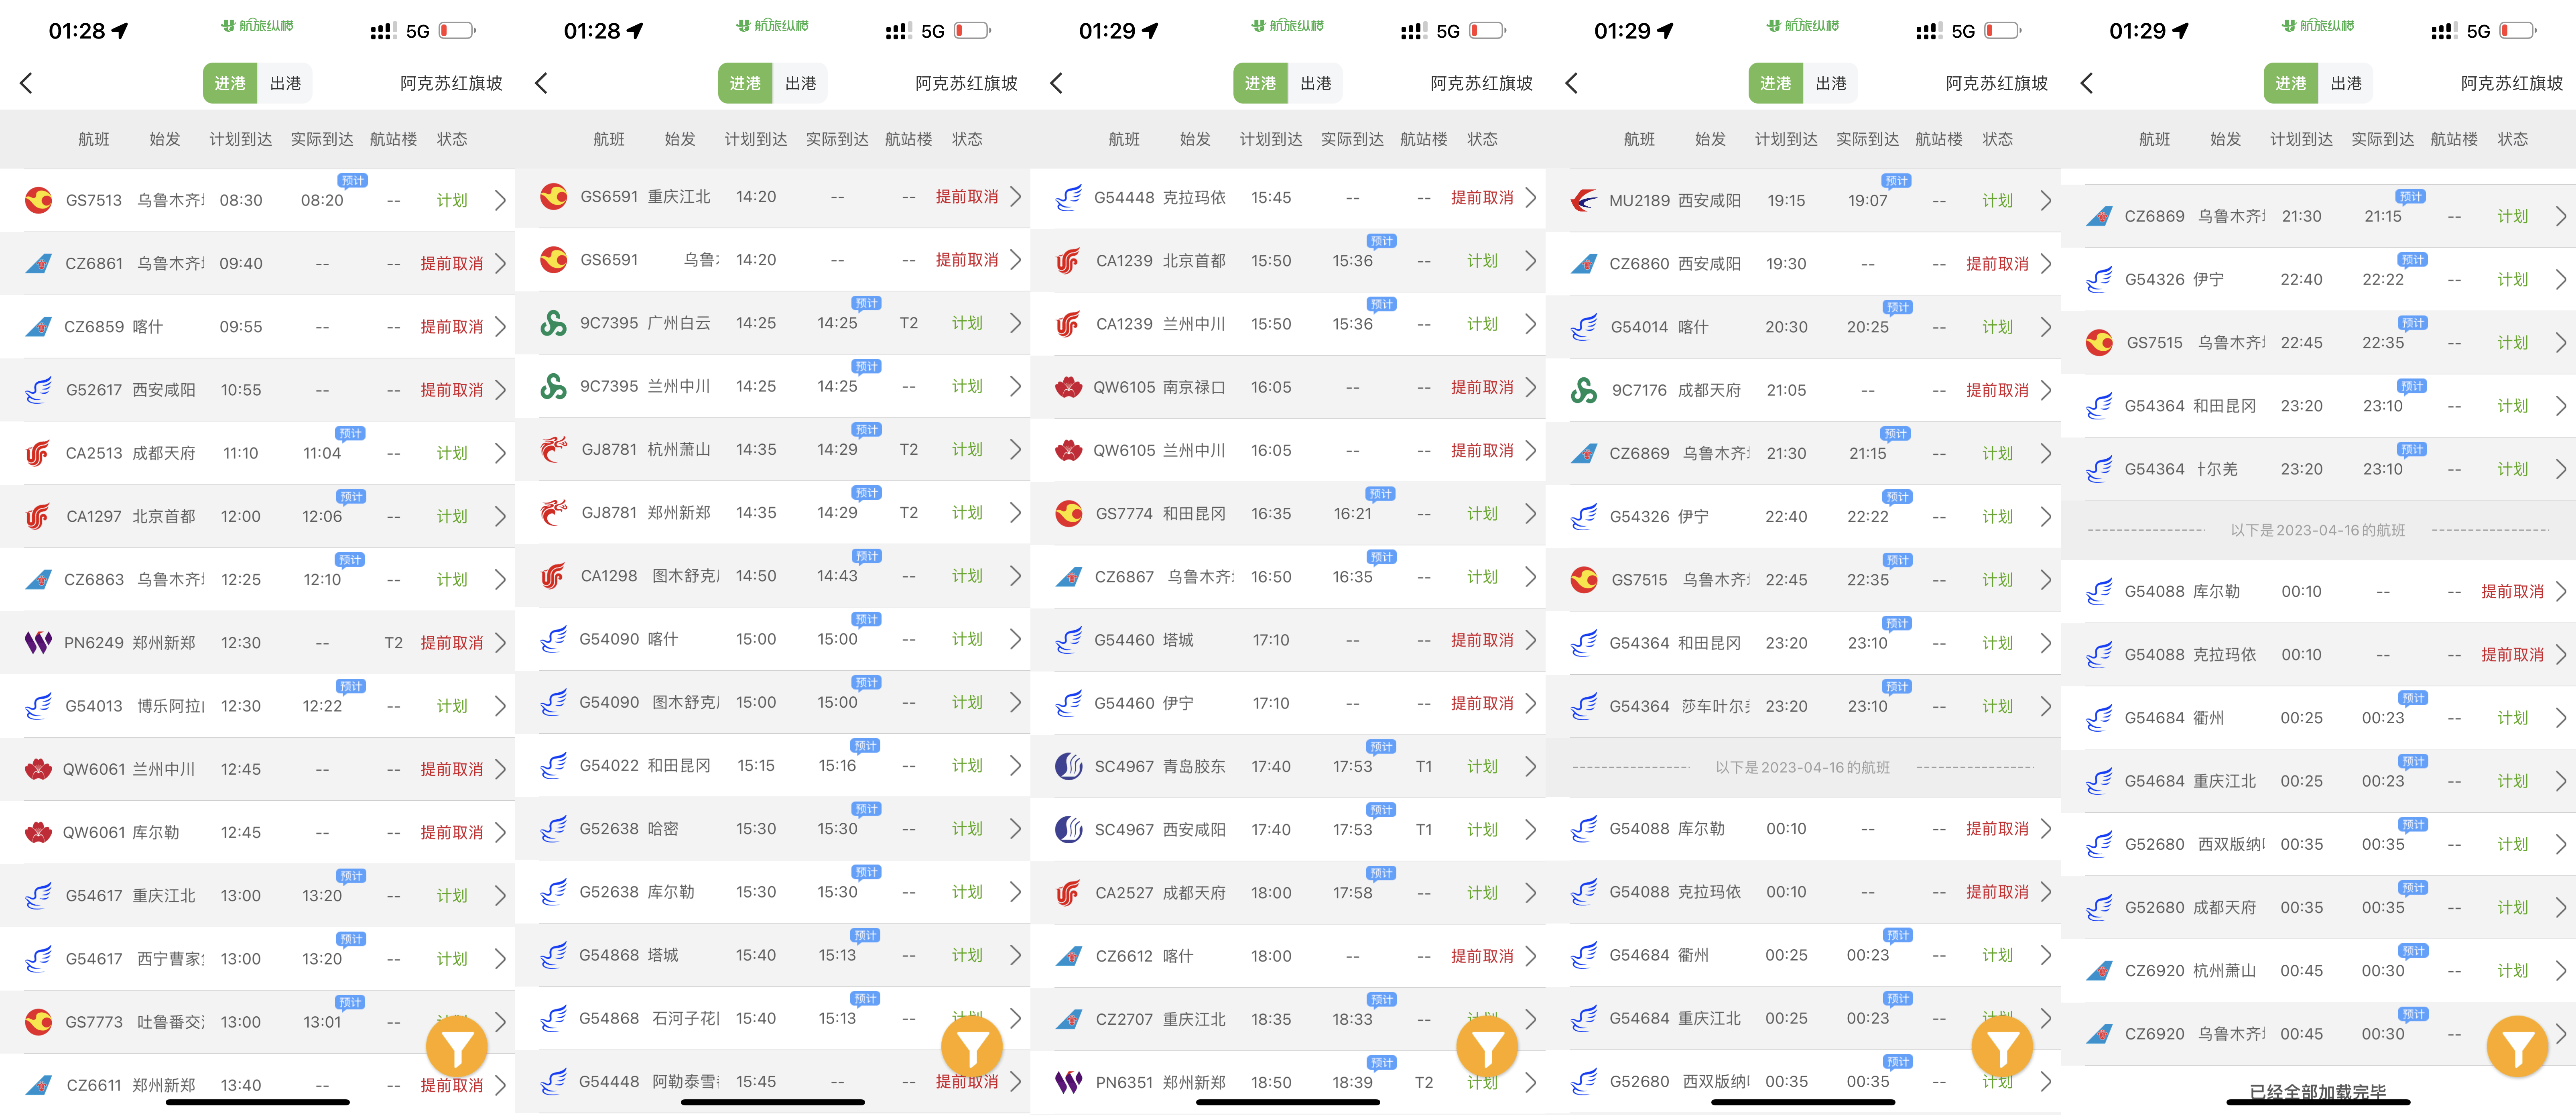 01:28
航旅纵横
5G
进港 出港
阿克苏红旗坡
航班 始发 计划到达 实际到达 航站楼 状态
预计
GS7513 乌鲁木齐 08:30 08:20 -- 计划
CZ6861 乌鲁木齐 09:40 -- -- 提前取消
CZ6859 喀什 09:55 -- -- 提前取消
G52617 西安咸阳 10:55 -- -- 提前取消
预计
CA2513 成都天府 11:10 11:04 -- 计划
预计
CA1297 北京首都 12:00 12:06 -- 计划
预计
CZ6863 乌鲁木齐 12:25 12:10 -- 计划
PN6249 郑州新郑 12:30 -- T2 提前取消
预计
G54013 博乐阿拉 12:30 12:22 -- 计划
QW6061 兰州中川 12:45 -- -- 提前取消
QW6061 库尔勒 12:45 -- -- 提前取消
预计
G54617 重庆江北 13:00 13:20 -- 计划
预计
G54617 西宁曹家 13:00 13:20 -- 计划
预计
GS7773 吐鲁番交 13:00 13:01 --
CZ6611 郑州新郑 13:40 -- -- 提前取消
01:28
航旅纵横
5G
进港 出港
阿克苏红旗坡
航班 始发 计划到达 实际到达 航站楼 状态
GS6591 重庆江北 14:20 -- -- 提前取消
GS6591 乌鲁 14:20 -- -- 提前取消
预计
9C7395 广州白云 14:25 14:25 T2 计划
预计
9C7395 兰州中川 14:25 14:25 -- 计划
预计
GJ8781 杭州萧山 14:35 14:29 T2 计划
预计
GJ8781 郑州新郑 14:35 14:29 T2 计划
预计
CA1298 图木舒克 14:50 14:43 -- 计划
预计
G54090 喀什 15:00 15:00 -- 计划
预计
G54090 图木舒克 15:00 15:00 -- 计划
预计
G54022 和田昆冈 15:15 15:16 -- 计划
预计
G52638 哈密 15:30 15:30 -- 计划
预计
G52638 库尔勒 15:30 15:30 -- 计划
预计
G54868 塔城 15:40 15:13 -- 计划
预计
G54868 石河子花 15:40 15:13 --
G54448 阿勒泰雪 15:45 -- -- 提前取消
01:29
航旅纵横
5G
进港 出港
阿克苏红旗坡
航班 始发 计划到达 实际到达 航站楼 状态
G54448 克拉玛依 15:45 -- -- 提前取消
预计
CA1239 北京首都 15:50 15:36 -- 计划
预计
CA1239 兰州中川 15:50 15:36 -- 计划
QW6105 南京禄口 16:05 -- -- 提前取消
QW6105 兰州中川 16:05 -- -- 提前取消
预计
GS7774 和田昆冈 16:35 16:21 -- 计划
预计
CZ6867 乌鲁木齐 16:50 16:35 -- 计划
G54460 塔城 17:10 -- -- 提前取消
G54460 伊宁 17:10 -- -- 提前取消
预计
SC4967 青岛胶东 17:40 17:53 T1 计划
预计
SC4967 西安咸阳 17:40 17:53 T1 计划
预计
CA2527 成都天府 18:00 17:58 -- 计划
CZ6612 喀什 18:00 -- -- 提前取消
预计
CZ2707 重庆江北 18:35 18:33 --
预计
PN6351 郑州新郑 18:50 18:39 T2 计划
01:29
航旅纵横
5G
进港 出港
阿克苏红旗坡
航班 始发 计划到达 实际到达 航站楼 状态
预计
MU2189 西安咸阳 19:15 19:07 -- 计划
CZ6860 西安咸阳 19:30 -- -- 提前取消
预计
G54014 喀什 20:30 20:25 -- 计划
9C7176 成都天府 21:05 -- -- 提前取消
预计
CZ6869 乌鲁木齐 21:30 21:15 -- 计划
预计
G54326 伊宁 22:40 22:22 -- 计划
预计
GS7515 乌鲁木齐 22:45 22:35 -- 计划
预计
G54364 和田昆冈 23:20 23:10 -- 计划
预计
G54364 莎车叶尔 23:20 23:10 -- 计划
以下是2023-04-16的航班
G54088 库尔勒 00:10 -- -- 提前取消
G54088 克拉玛依 00:10 -- -- 提前取消
预计
G54684 衢州 00:25 00:23 -- 计划
预计
G54684 重庆江北 00:25 00:23 --
预计
G52680 西双版纳 00:35 00:35 -- 计划
01:29
航旅纵横
5G
进港 出港
阿克苏红旗坡
航班 始发 计划到达 实际到达 航站楼 状态
预计
CZ6869 乌鲁木齐 21:30 21:15 -- 计划
预计
G54326 伊宁 22:40 22:22 -- 计划
预计
GS7515 乌鲁木齐 22:45 22:35 -- 计划
预计
G54364 和田昆冈 23:20 23:10 -- 计划
预计
G54364 尔羌 23:20 23:10 -- 计划
以下是2023-04-16的航班
G54088 库尔勒 00:10 -- -- 提前取消
G54088 克拉玛依 00:10 -- -- 提前取消
预计
G54684 衢州 00:25 00:23 -- 计划
预计
G54684 重庆江北 00:25 00:23 -- 计划
预计
G52680 西双版纳 00:35 00:35 -- 计划
预计
G52680 成都天府 00:35 00:35 -- 计划
预计
CZ6920 杭州萧山 00:45 00:30 -- 计划
预计
CZ6920 乌鲁木齐 00:45 00:30 --
已经全部加载完毕